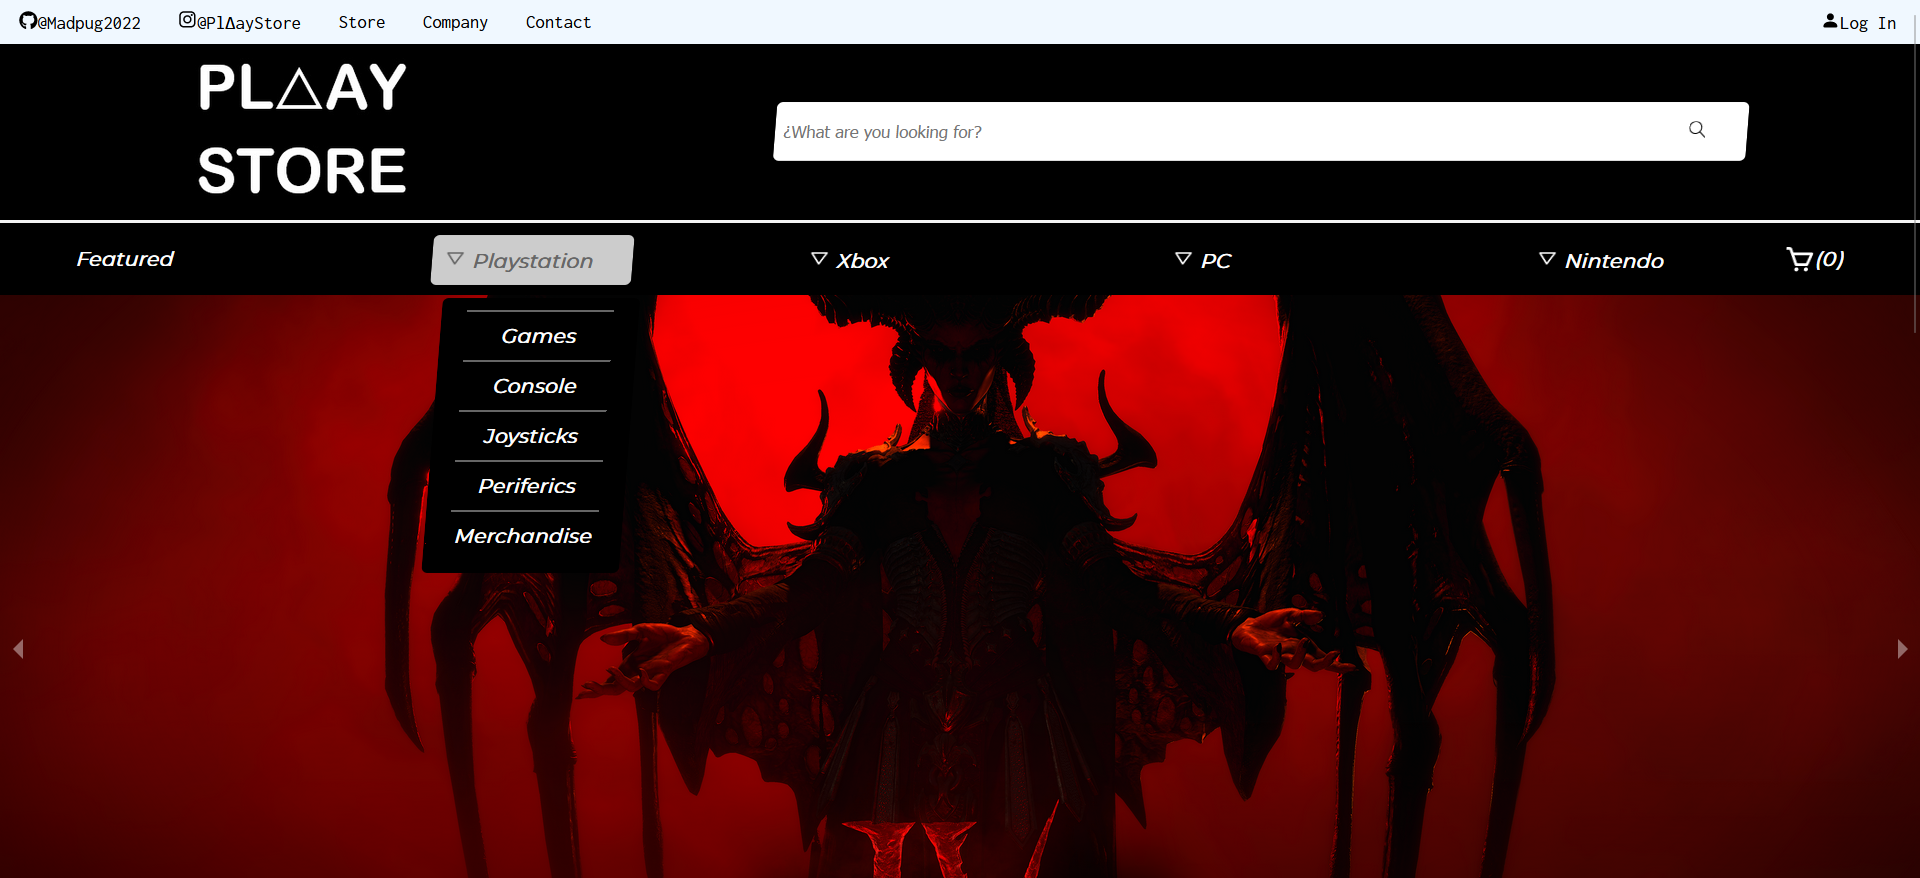 @Madpug2022
@PlΔayStore
Store
Company
Contact
Log In
PL△AY
STORE
¿What are you looking for?
Featured
Playstation
Xbox
PC
Nintendo
(0)
Games
Console
Joysticks
Periferics
Merchandise